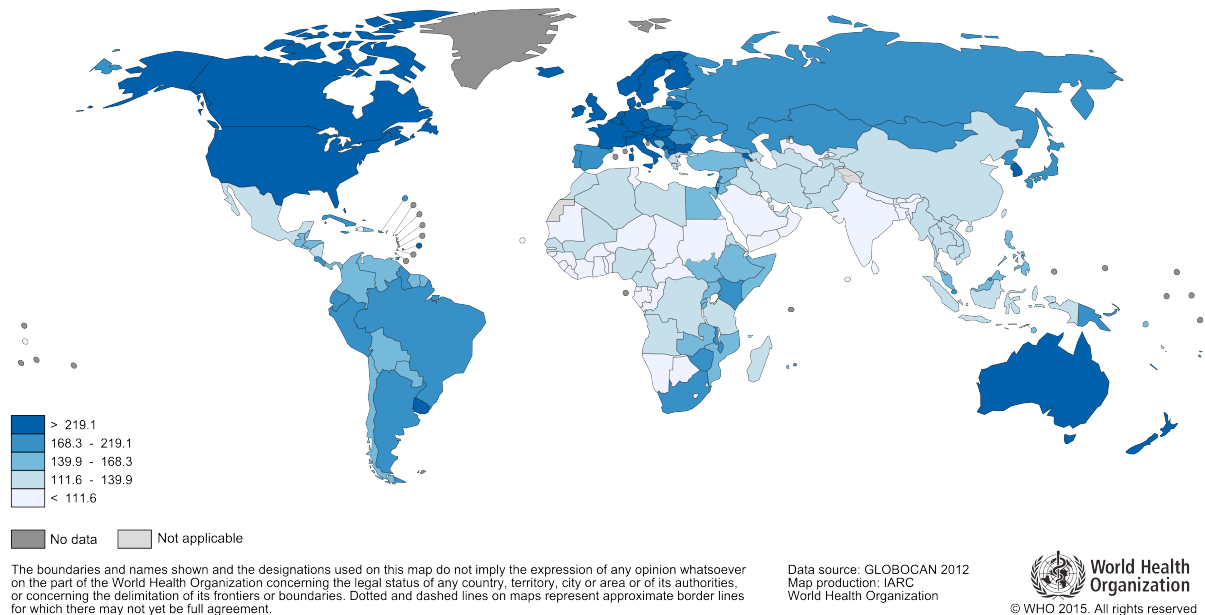 > 219.1
168.3 - 219.1
139.9 - 168.3
111.6 - 139.9
< 111.6
No data
Not applicable
The boundaries and names shown and the designations used on this map do not imply the expression of any opinion whatsoever
on the part of the World Health Organization concerning the legal status of any country, territory, city or area or of its authorities,
or concerning the delimitation of its frontiers or boundaries. Dotted and dashed lines on maps represent approximate border lines
for which there may not yet be full agreement.
Data source: GLOBOCAN 2012
Map production: IARC
World Health Organization
World Health
Organization
© WHO 2015. All rights reserved